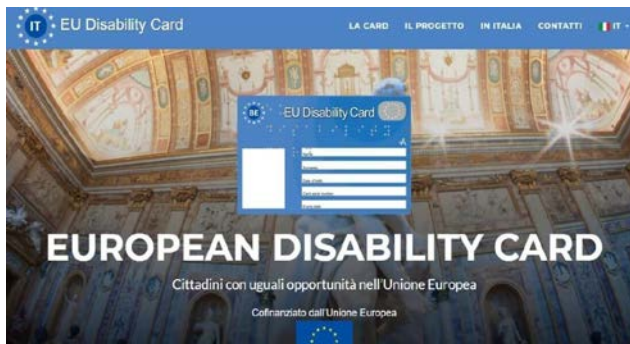 IT EU Disability Card LA CARD IL PROGETTO IN ITALIA CONTATTI IT
BE EU Disability Card
EUROPEAN DISABILITY CARD
Cittadini con uguali opportunità nell'Unione Europea
Cofinanziato dall'Unione Europea